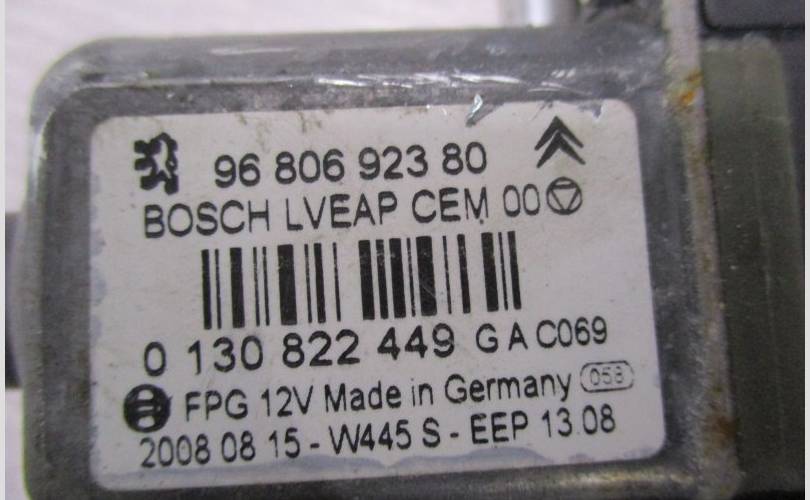 96 806 923 80
BOSCH LVEAP CEM 00
0 130 822 449 G A C069
FPG 12V Made in Germany 058
2008 08 15 - W445 S - EEP 13.08